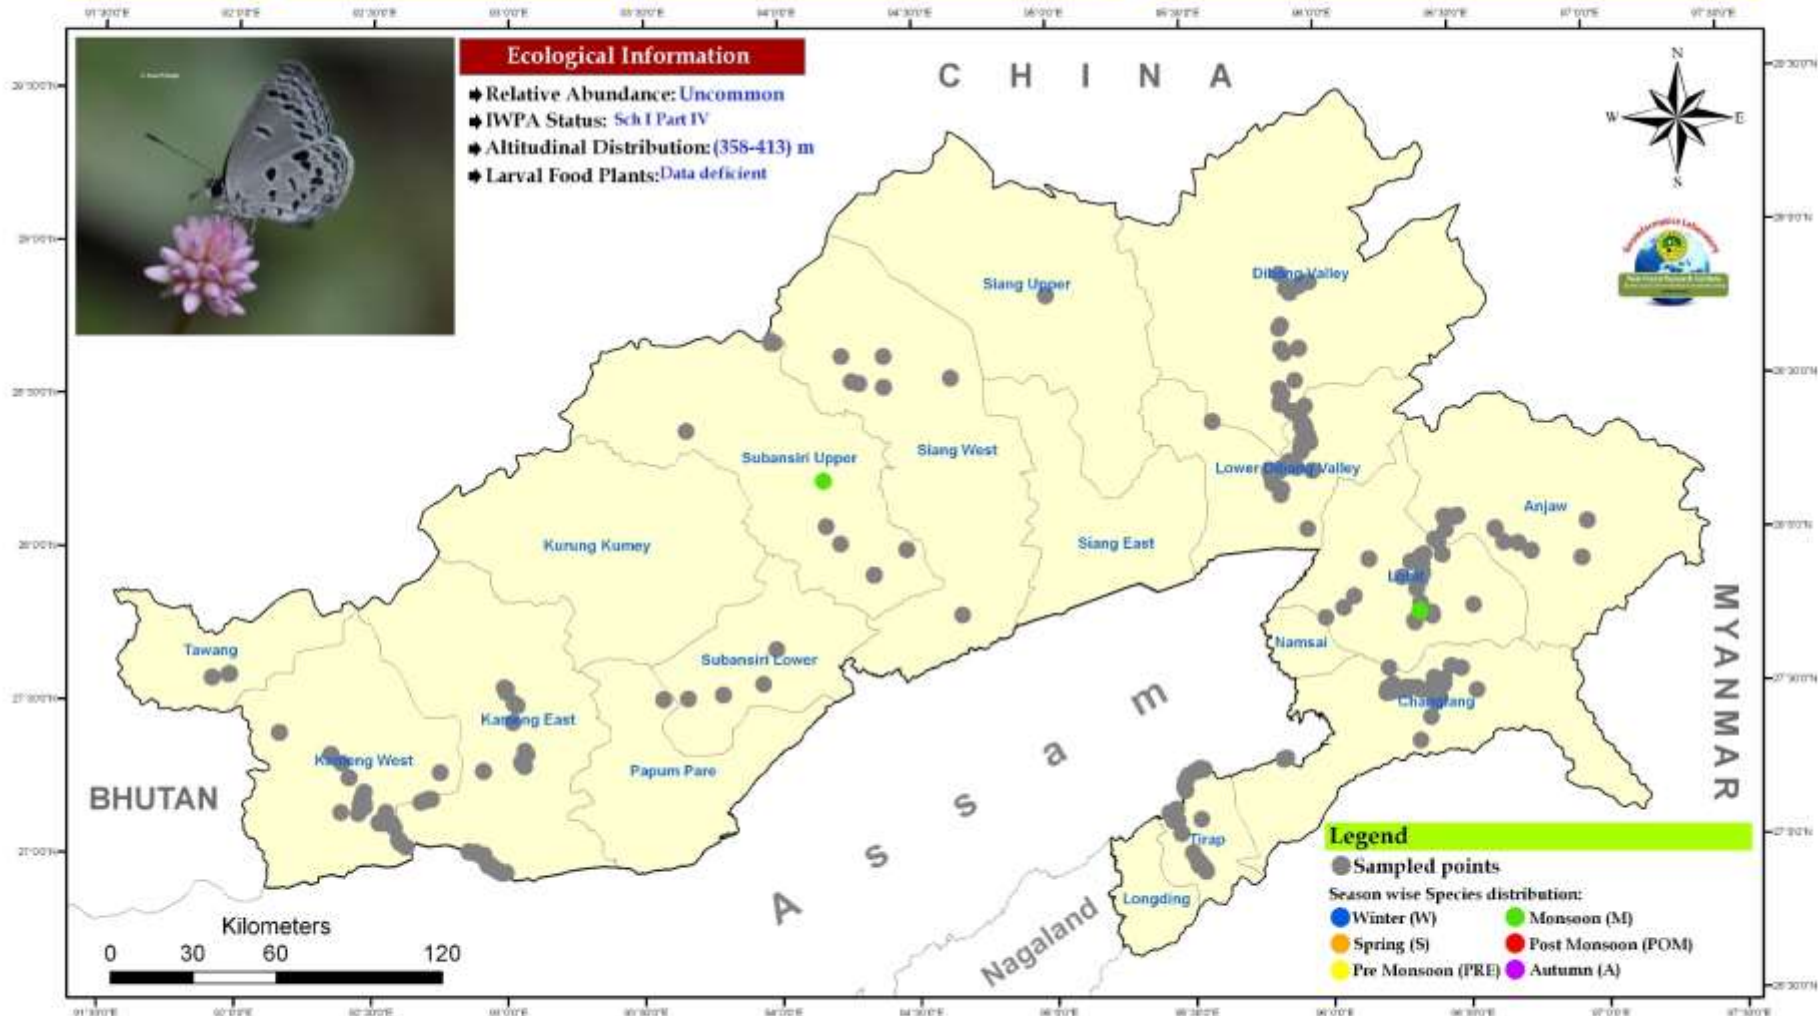 Ecological Information
Relative Abundance: Uncommon
IWPA Status: Sch I Part IV
Altitudinal Distribution: (358-413) m
Larval Food Plants: Data deficient
CHINA
N
W E
S
Siang Upper
Dibang Valley
Subansiri Upper
Siang West
Lower Dibang Valley
Anjaw
Kurung Kumey
Siang East
Lohit
Tawang
Subansiri Lower
Namsai
MYANMAR
Kameng East
Changlang
Kameng West
Papum Pare
BHUTAN
Assam
Tirap
Longding
Nagaland
Kilometers
0 30 60 120
Legend
Sampled points
Season wise Species distribution:
Winter (W) Monsoon (M)
Spring (S) Post Monsoon (POM)
Pre Monsoon (PRE) Autumn (A)